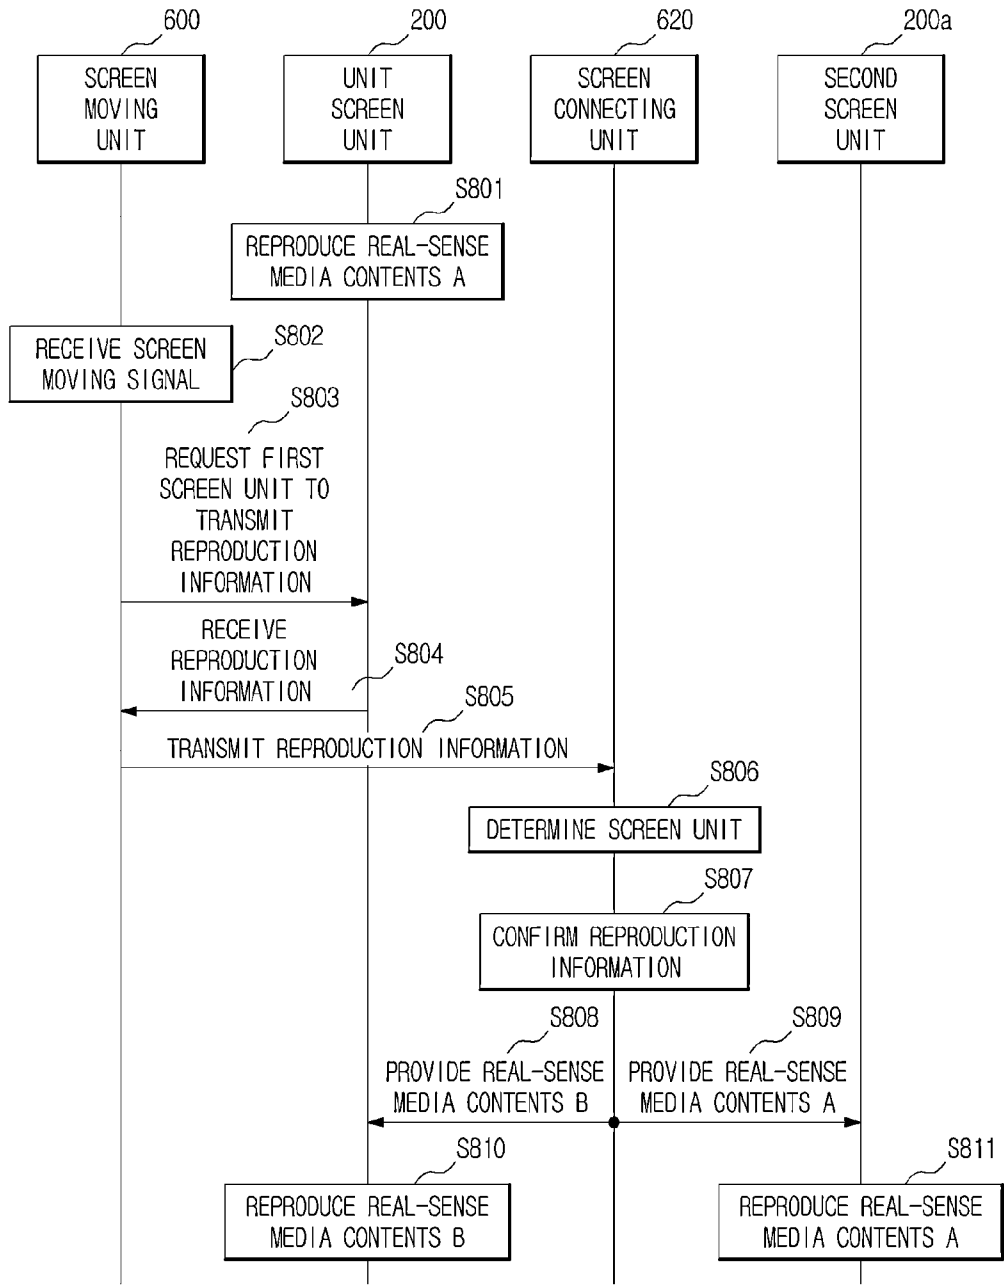 600
200
620
200a
SCREEN
MOVING
UNIT
UNIT
SCREEN
UNIT
SCREEN
CONNECTING
UNIT
SECOND
SCREEN
UNIT
S801
REPRODUCE REAL-SENSE
MEDIA CONTENTS A
S802
RECEIVE SCREEN
MOVING SIGNAL
S803
REQUEST FIRST
SCREEN UNIT TO
TRANSMIT
REPRODUCTION
INFORMATION
RECEIVE
REPRODUCTION
INFORMATION
S804
S805
TRANSMIT REPRODUCTION INFORMATION
S806
DETERMINE SCREEN UNIT
S807
CONFIRM REPRODUCTION
INFORMATION
S808
PROVIDE REAL-SENSE
MEDIA CONTENTS B
S809
PROVIDE REAL-SENSE
MEDIA CONTENTS A
S810
REPRODUCE REAL-SENSE
MEDIA CONTENTS B
S811
REPRODUCE REAL-SENSE
MEDIA CONTENTS A